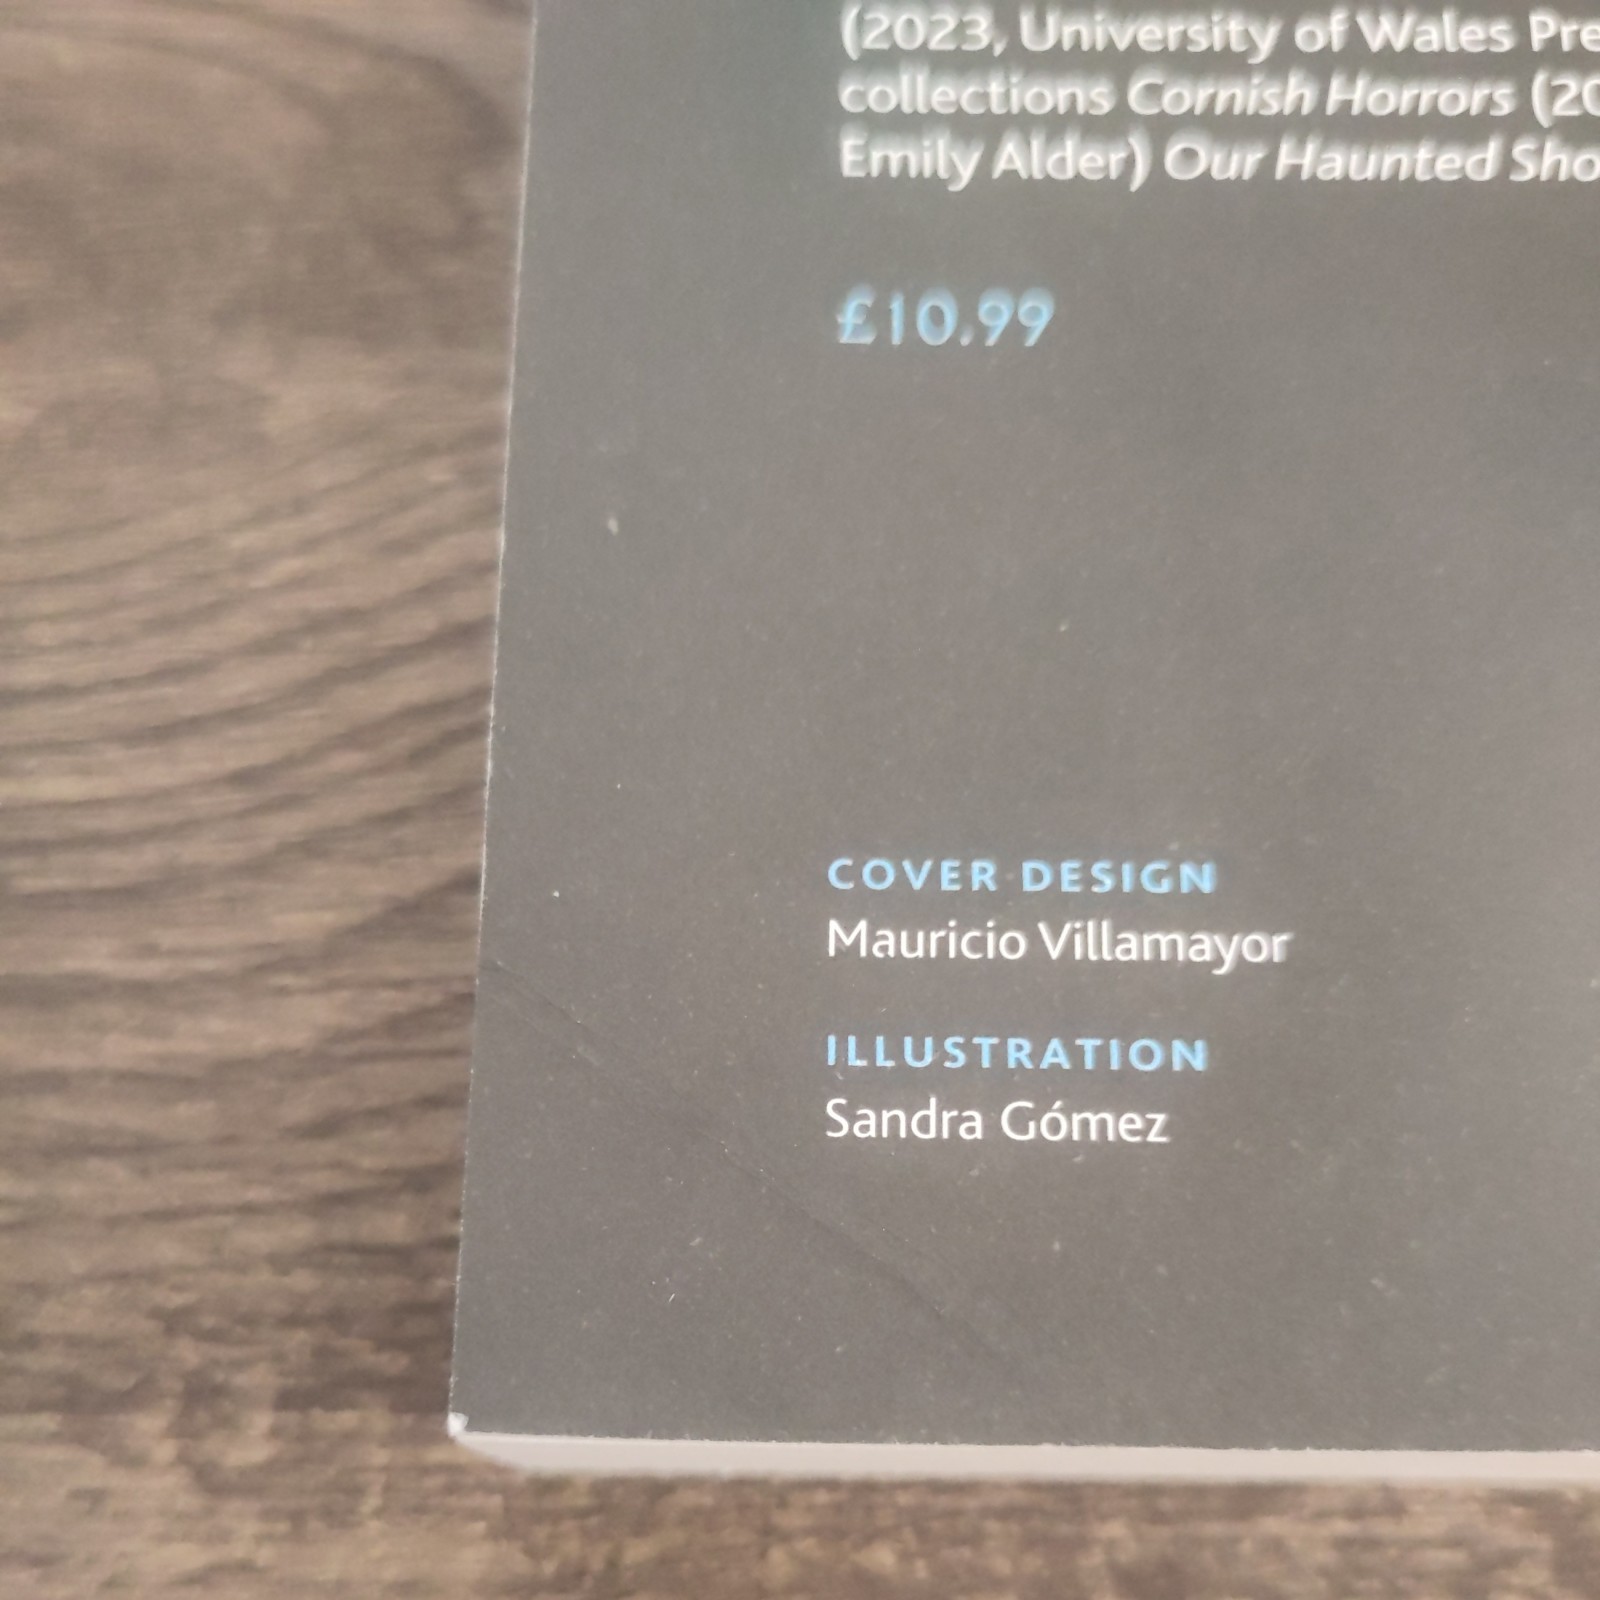 (2023, University of Wales Pre
collections Cornish Horrors (20
Emily Alder) Our Haunted Sho
£10.99
COVER DESIGN
Mauricio Villamayor
ILLUSTRATION
Sandra Gómez